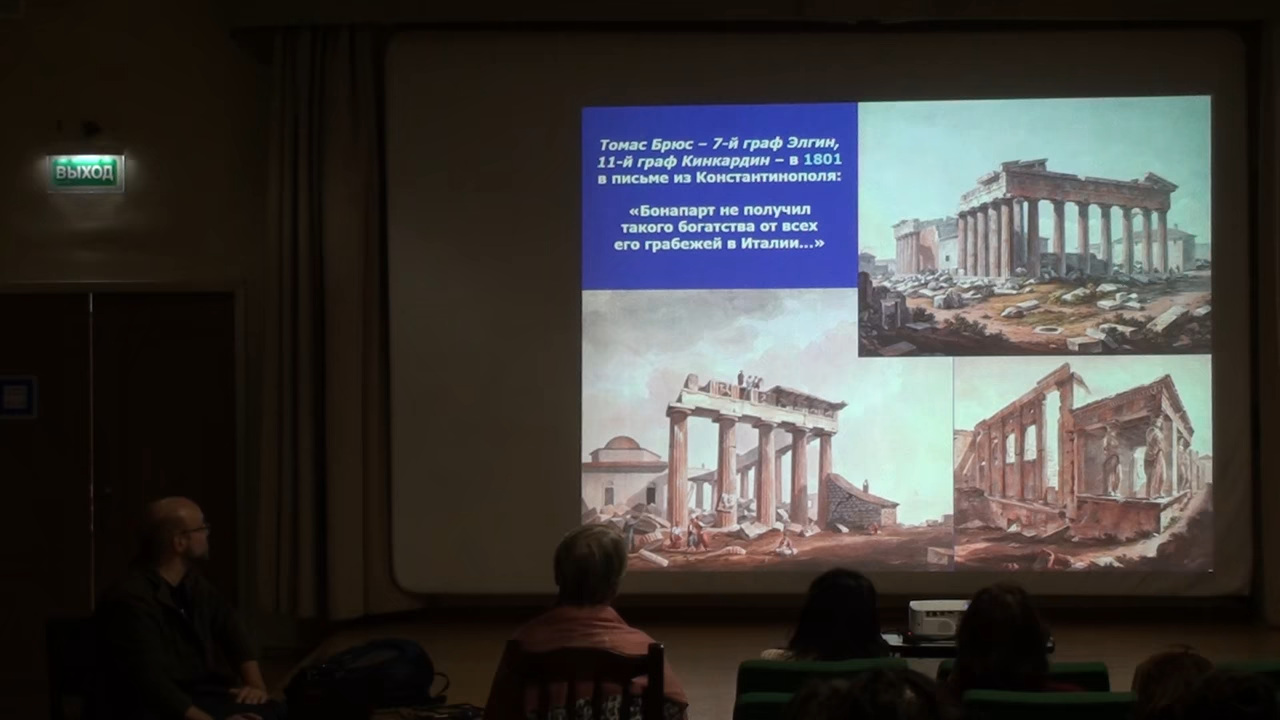 ВЫХОД
Томас Брюс – 7-й граф Элгин,
11-й граф Кинкардин – в 1801
в письме из Константинополя:
«Бонапарт не получил
такого богатства от всех
его грабежей в Италии...»